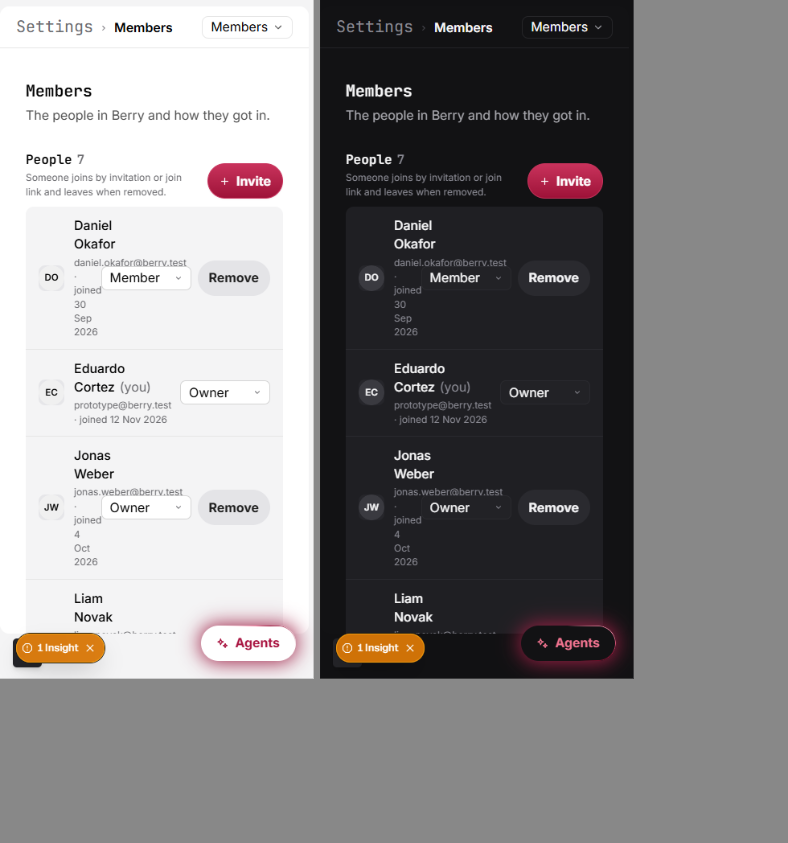 Settings › Members Members
Members
The people in Berry and how they got in.
People 7
Someone joins by invitation or join
link and leaves when removed.
+ Invite
Daniel
Okafor
daniel.okafor@berry.test
·
joined
30
Sep
2026
DO
Member
Remove
Eduardo
Cortez (you)
prototype@berry.test
· joined 12 Nov 2026
EC
Owner
Jonas
Weber
jonas.weber@berry.test
·
joined
4
Oct
2026
JW
Owner
Remove
Liam
Novak
1 Insight
Agents
Settings › Members Members
Members
The people in Berry and how they got in.
People 7
Someone joins by invitation or join
link and leaves when removed.
+ Invite
Daniel
Okafor
daniel.okafor@berry.test
·
joined
30
Sep
2026
DO
Member
Remove
Eduardo
Cortez (you)
prototype@berry.test
· joined 12 Nov 2026
EC
Owner
Jonas
Weber
jonas.weber@berry.test
·
joined
4
Oct
2026
JW
Owner
Remove
Liam
Novak
1 Insight
Agents